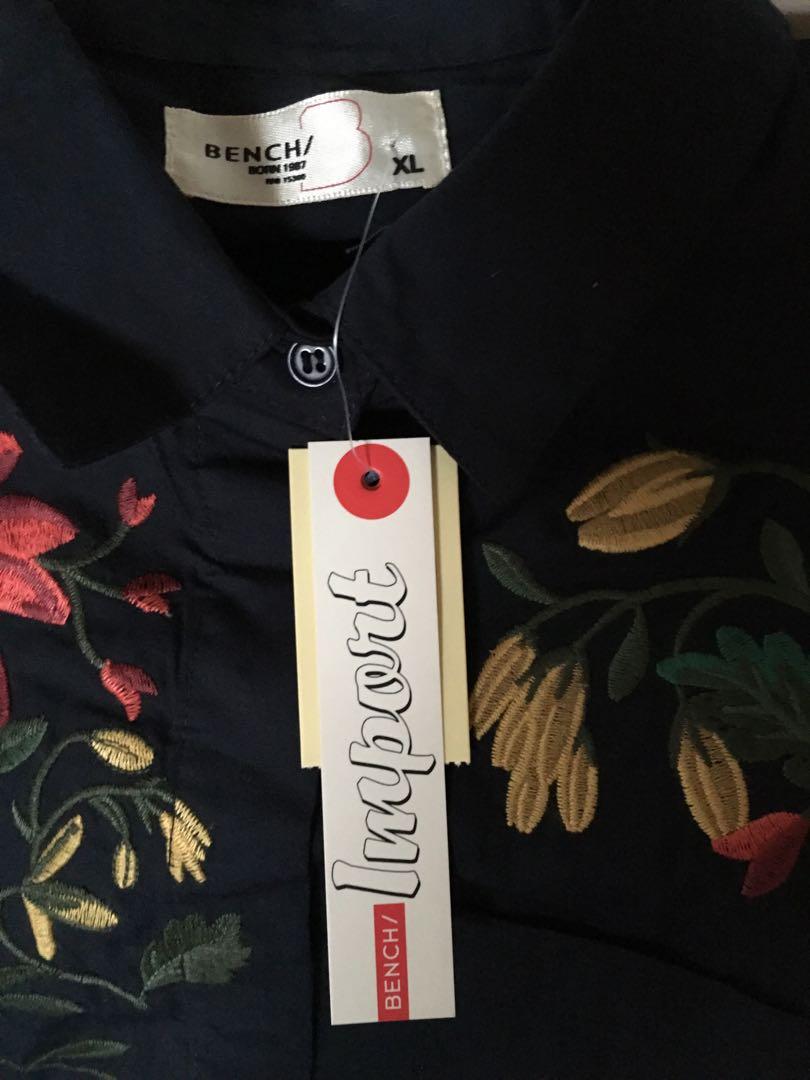 BENCH/
BORN 1987
XL
Import
BENCH/